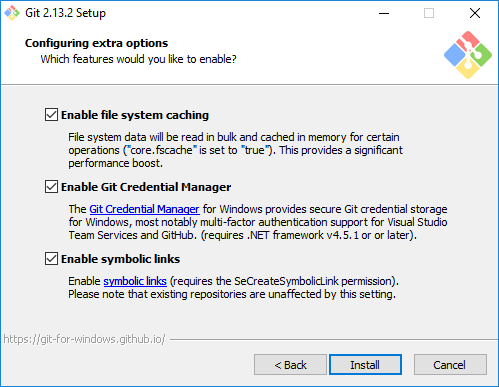 Git 2.13.2 Setup
Configuring extra options
Which features would you like to enable?
Enable file system caching
File system data will be read in bulk and cached in memory for certain
operations ("core.fscache" is set to "true"). This provides a significant
performance boost.
Enable Git Credential Manager
The Git Credential Manager for Windows provides secure Git credential storage
for Windows, most notably multi-factor authentication support for Visual Studio
Team Services and GitHub. (requires .NET framework v4.5.1 or or later).
Enable symbolic links
Enable symbolic links (requires the SeCreateSymbolicLink permission).
Please note that existing repositories are unaffected by this setting.
https://git-for-windows.github.io/
< Back
Install
Cancel